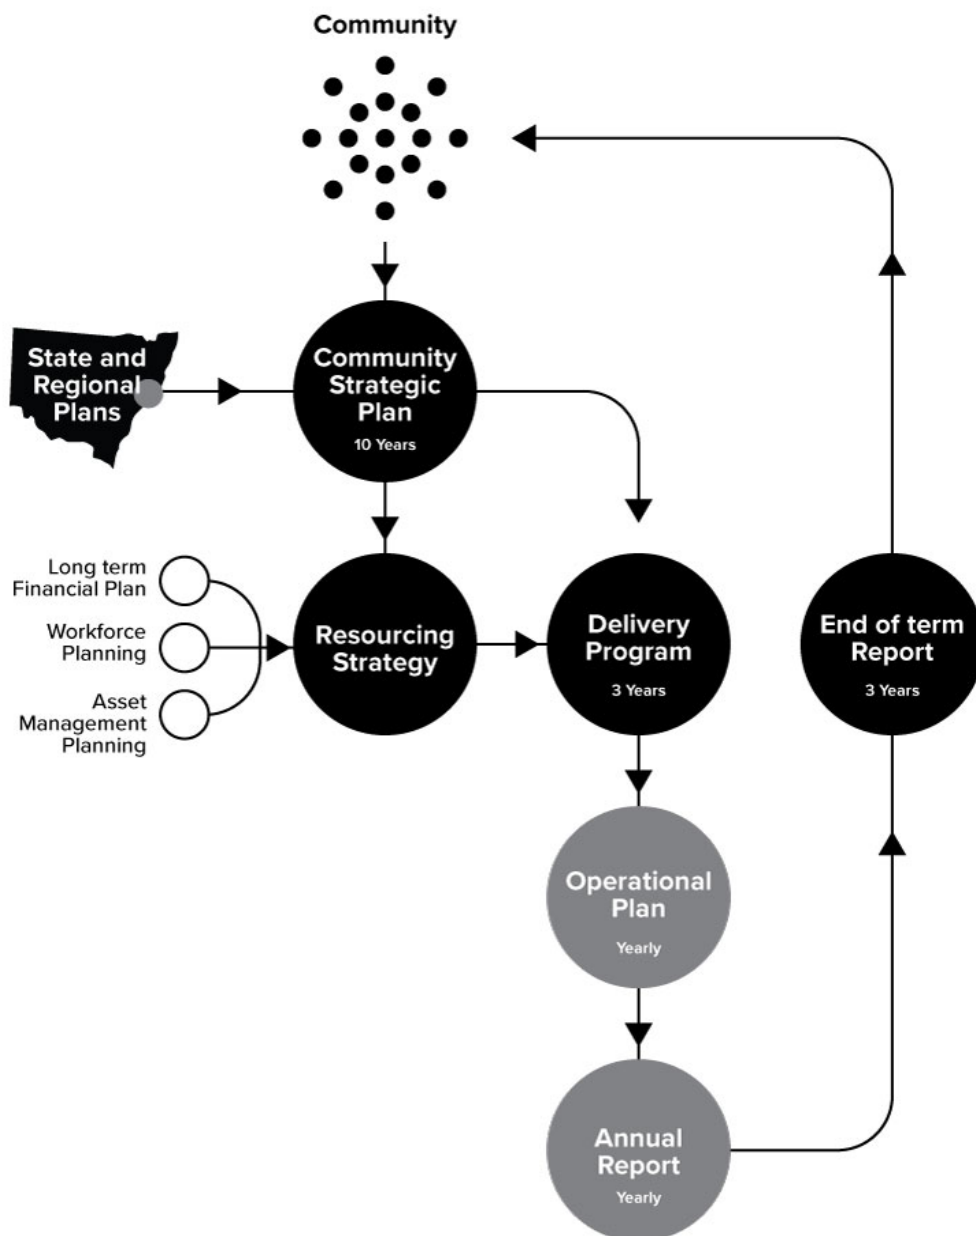 Community
State and
Regional
Plans
Community
Strategic
Plan
10 Years
Long term
Financial Plan
Workforce
Planning
Asset
Management
Planning
Resourcing
Strategy
Delivery
Program
3 Years
End of term
Report
3 Years
Operational
Plan
Yearly
Annual
Report
Yearly